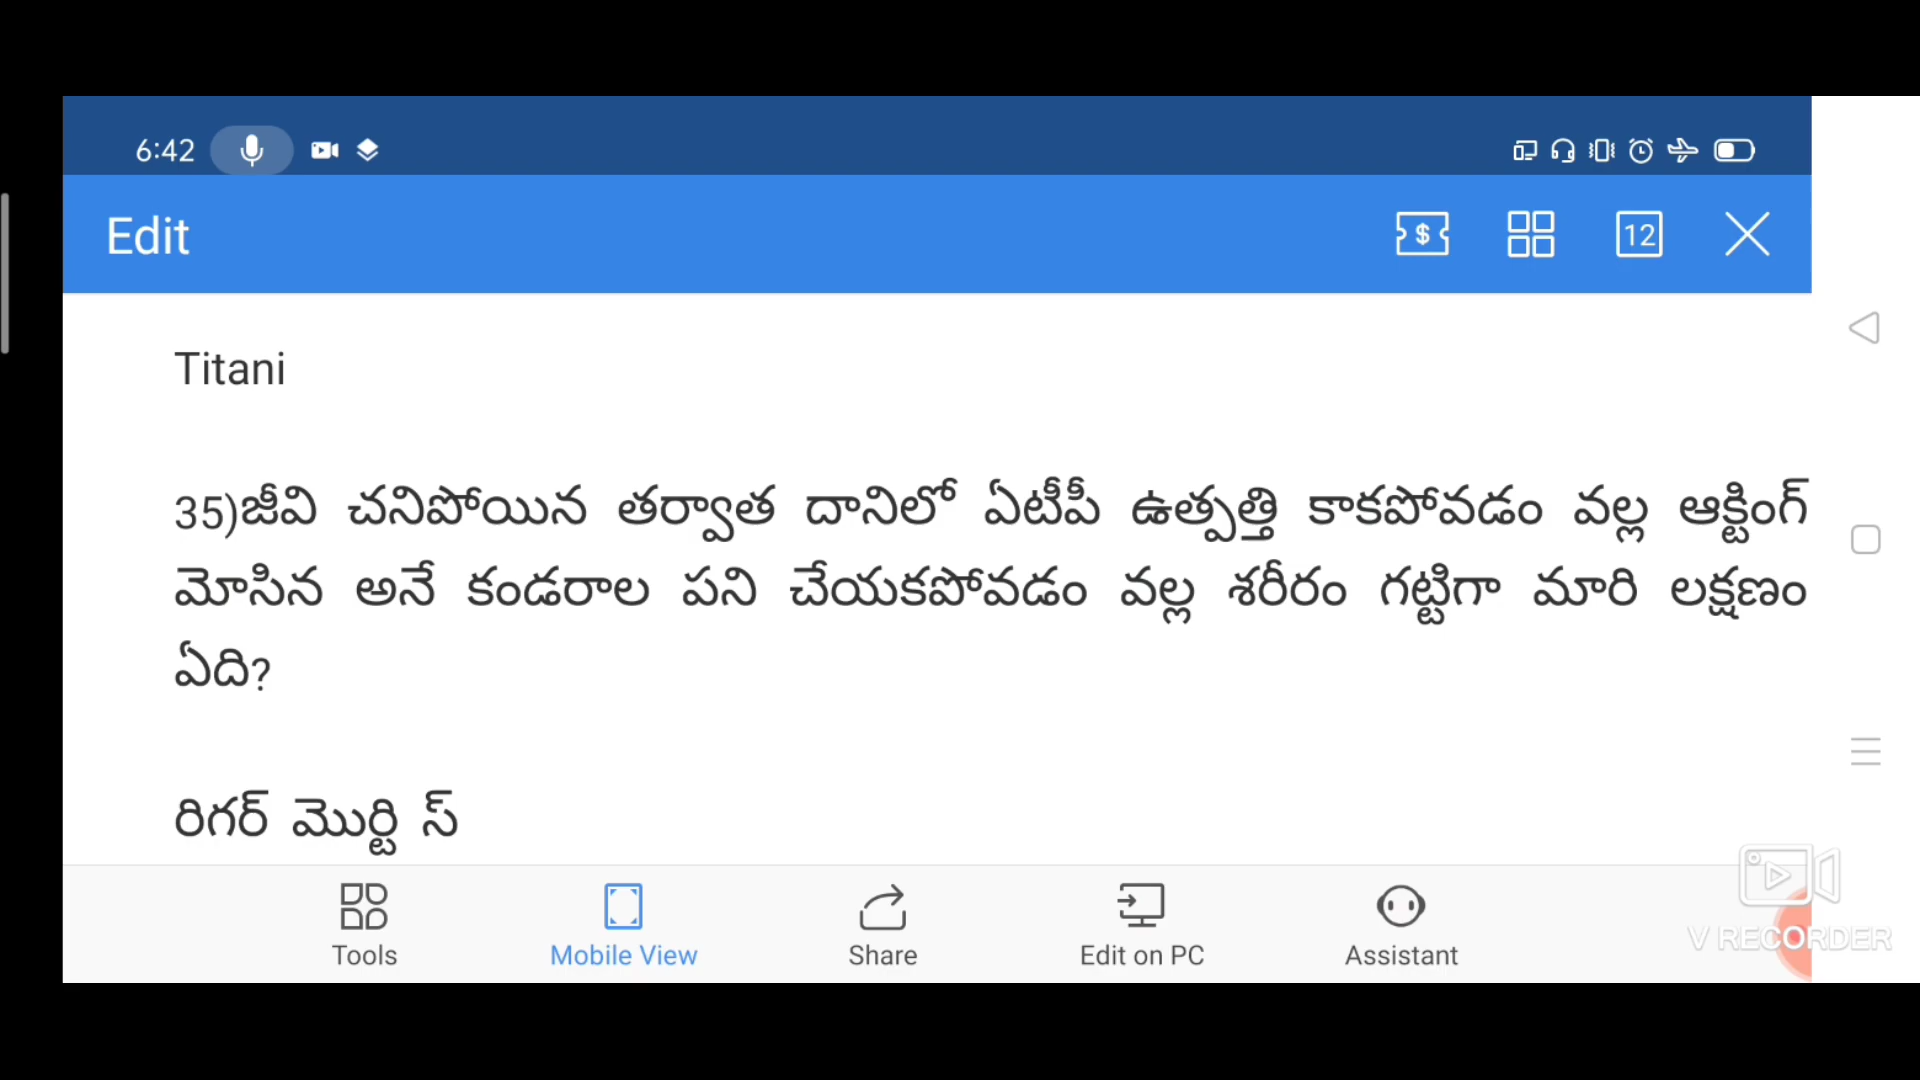 6:42
Edit
12
Titani
35)జీవి చనిపోయిన తర్వాత దానిలో ఏటీపీ ఉత్పత్తి కాకపోవడం వల్ల ఆక్టింగ్
మోసిన అనే కండరాల పని చేయకపోవడం వల్ల శరీరం గట్టిగా మారి లక్షణం
ఏది?
రిగర్ మొర్టి స్
Tools
Mobile View
Share
Edit on PC
Assistant
V RECORDER